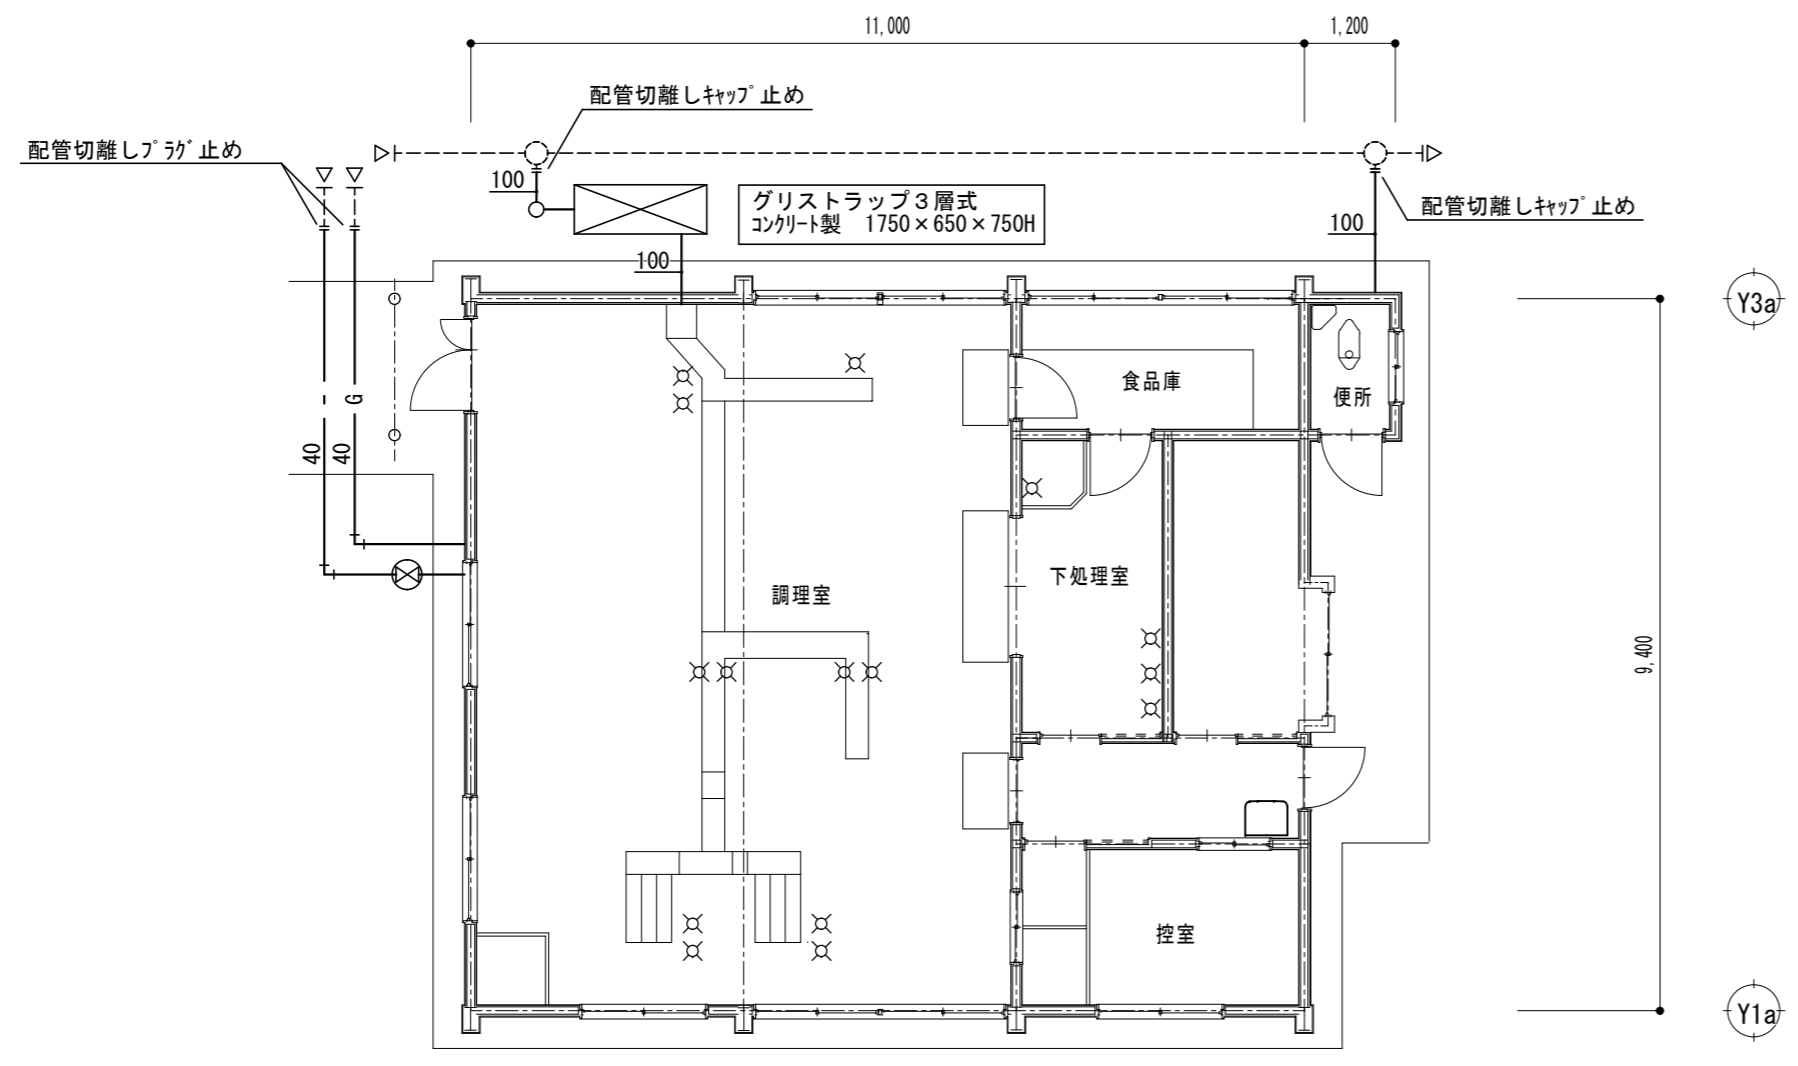 11,000
1,200
配管切離しｷｬｯﾌﾟ止め
配管切離しﾌﾟﾗｸﾞ止め
100
グリストラップ３層式
ｺﾝｸﾘｰﾄ製 1750×650×750H
配管切離しｷｬｯﾌﾟ止め
100
100
Y3a
食品庫
便所
G
40
40
下処理室
調理室
9,400
控室
Y1a